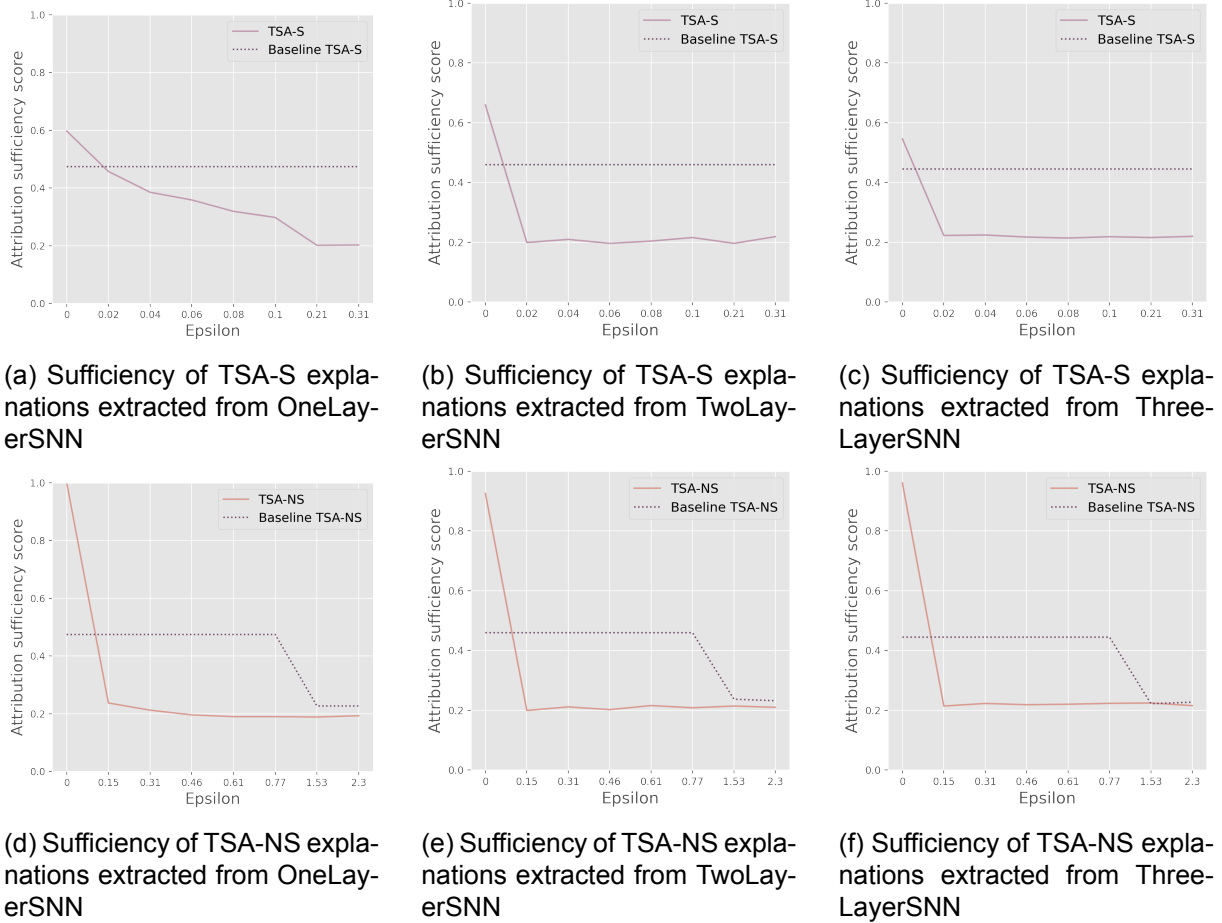 1.0
0.8
0.6
0.4
0.2
0.0
Attribution sufficiency score
TSA-S
Baseline TSA-S
0 0.02 0.04 0.06 0.08 0.1 0.21 0.31
Epsilon
(a) Sufficiency of TSA-S expla-
nations extracted from OneLay-
erSNN
1.0
0.8
0.6
0.4
0.2
0.0
Attribution sufficiency score
TSA-S
Baseline TSA-S
0 0.02 0.04 0.06 0.08 0.1 0.21 0.31
Epsilon
(b) Sufficiency of TSA-S expla-
nations extracted from TwoLay-
erSNN
1.0
0.8
0.6
0.4
0.2
0.0
Attribution sufficiency score
TSA-S
Baseline TSA-S
0 0.02 0.04 0.06 0.08 0.1 0.21 0.31
Epsilon
(c) Sufficiency of TSA-S expla-
nations extracted from Three-
LayerSNN
1.0
0.8
0.6
0.4
0.2
0.0
Attribution sufficiency score
TSA-NS
Baseline TSA-NS
0 0.15 0.31 0.46 0.61 0.77 1.53 2.3
Epsilon
(d) Sufficiency of TSA-NS expla-
nations extracted from OneLay-
erSNN
1.0
0.8
0.6
0.4
0.2
0.0
Attribution sufficiency score
TSA-NS
Baseline TSA-NS
0 0.15 0.31 0.46 0.61 0.77 1.53 2.3
Epsilon
(e) Sufficiency of TSA-NS expla-
nations extracted from TwoLay-
erSNN
1.0
0.8
0.6
0.4
0.2
0.0
Attribution sufficiency score
TSA-NS
Baseline TSA-NS
0 0.15 0.31 0.46 0.61 0.77 1.53 2.3
Epsilon
(f) Sufficiency of TSA-NS expla-
nations extracted from Three-
LayerSNN